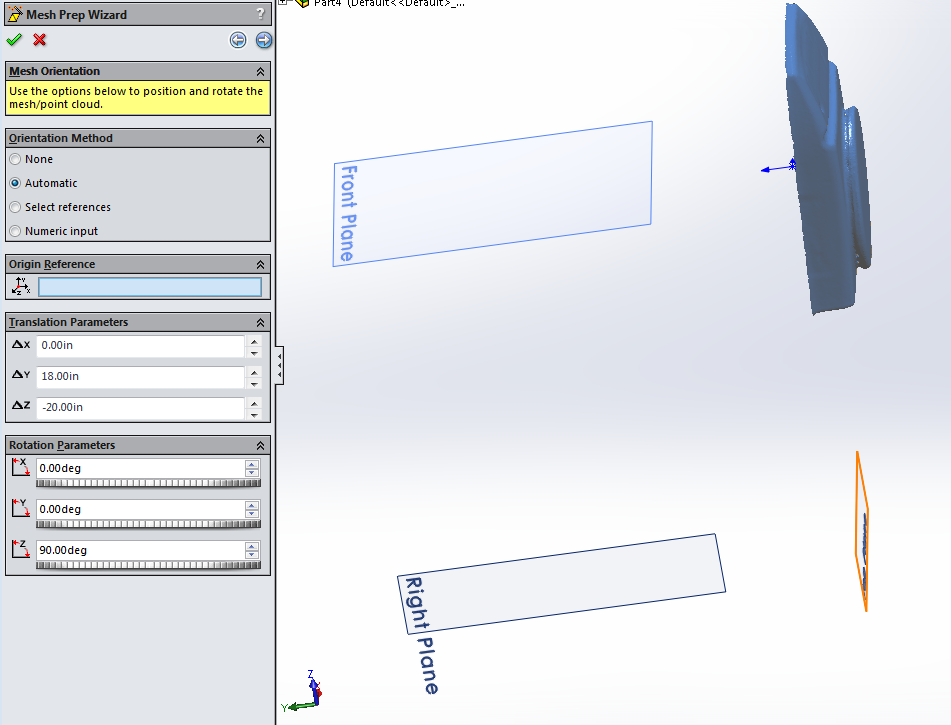 Mesh Prep Wizard
?
Part4 (Default<<Default>_...
Mesh Orientation
Use the options below to position and rotate the
mesh/point cloud.
Orientation Method
None
Automatic
Select references
Numeric input
Origin Reference
Translation Parameters
ΔX 0.00in
ΔY 18.00in
ΔZ -20.00in
Rotation Parameters
X 0.00deg
Y 0.00deg
Z 90.00deg
Front Plane
Right Plane
Z
Y